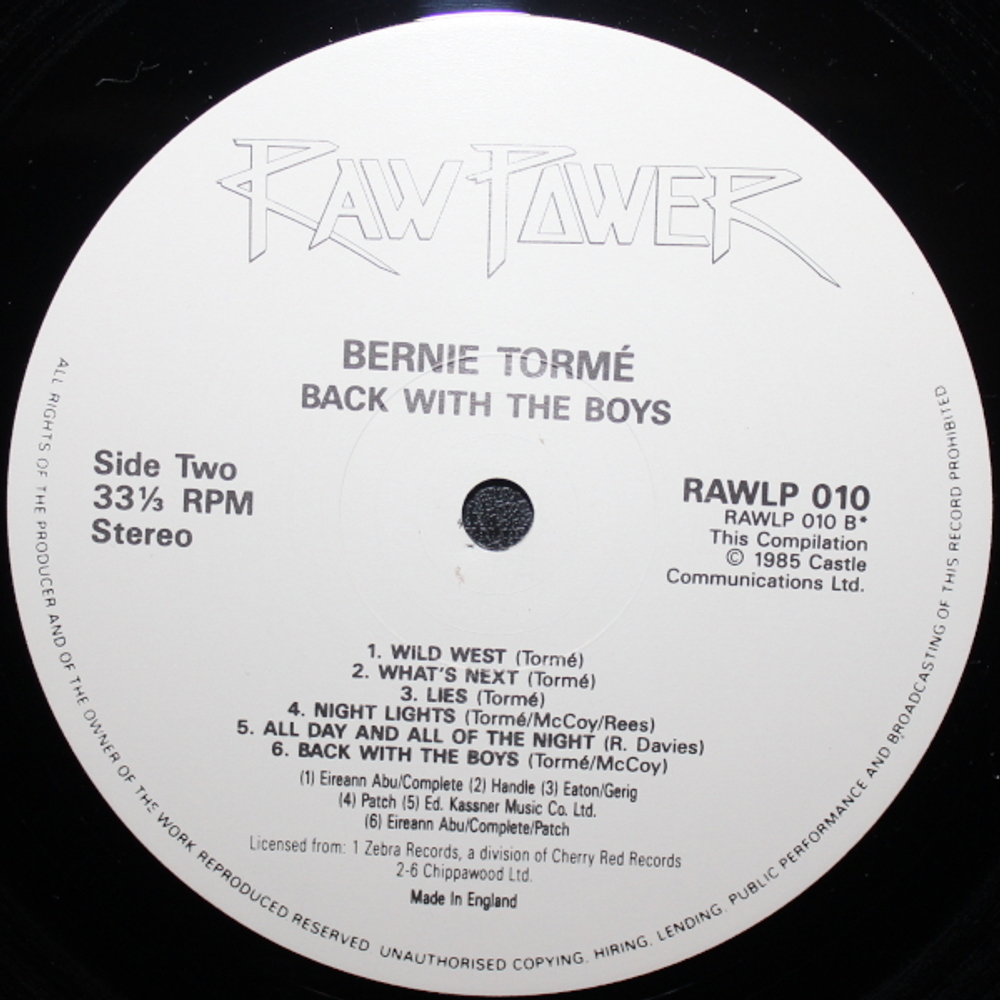 RAW POWER
BERNIE TORMÉ
BACK WITH THE BOYS
Side Two
33⅓ RPM
Stereo
RAWLP 010
RAWLP 010 B*
This Compilation
© 1985 Castle
Communications Ltd.
1. WILD WEST (Tormé)
2. WHAT'S NEXT (Tormé)
3. LIES (Tormé)
4. NIGHT LIGHTS (Tormé/McCoy/Rees)
5. ALL DAY AND ALL OF THE NIGHT (R. Davies)
6. BACK WITH THE BOYS (Tormé/McCoy)
(1) Eireann Abu/Complete (2) Handle (3) Eaton/Gerig
(4) Patch (5) Ed. Kassner Music Co. Ltd.
(6) Eireann Abu/Complete/Patch
Licensed from: 1 Zebra Records, a division of Cherry Red Records
2-6 Chippawood Ltd.
Made In England
ALL RIGHTS OF THE PRODUCER AND OF THE OWNER OF THE WORK REPRODUCED RESERVED. UNAUTHORISED COPYING, HIRING, LENDING, PUBLIC PERFORMANCE AND BROADCASTING OF THIS RECORD PROHIBITED